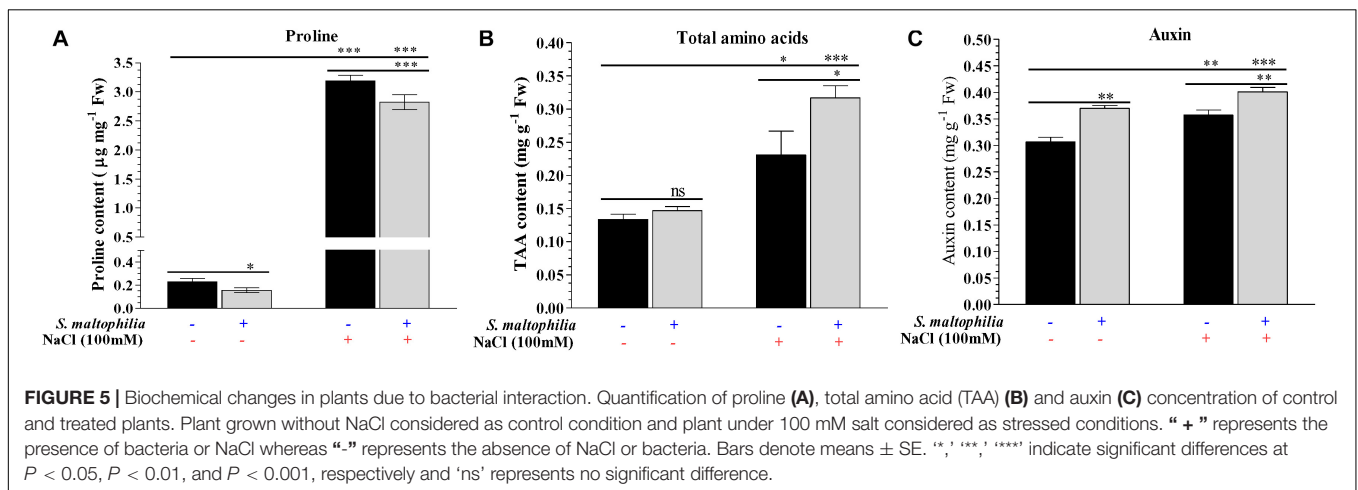 A
Proline
*** ***
***
3.5
3.0
2.5
2.0
1.5
1.0
0.5
0.4
0.2
0.0
Proline content ( µg mg-1 Fw)
*
S. maltophilia - + - +
NaCl (100mM) - - + +
B
Total amino acids
* ***
*
0.40
0.35
0.30
0.25
0.20
0.15
0.10
0.05
0.00
TAA content (mg g-1 Fw)
ns
S. maltophilia - + - +
NaCl (100mM) - - + +
C
Auxin
** ***
**
**
0.50
0.45
0.40
0.35
0.30
0.25
0.20
0.15
0.10
0.05
0.00
Auxin content (mg g-1 Fw)
S. maltophilia - + - +
NaCl (100mM) - - + +
FIGURE 5 | Biochemical changes in plants due to bacterial interaction. Quantification of proline (A), total amino acid (TAA) (B) and auxin (C) concentration of control
and treated plants. Plant grown without NaCl considered as control condition and plant under 100 mM salt considered as stressed conditions. “ + ” represents the
presence of bacteria or NaCl whereas “-” represents the absence of NaCl or bacteria. Bars denote means ± SE. ‘*,’ ‘**,’ ‘***’ indicate significant differences at
P < 0.05, P < 0.01, and P < 0.001, respectively and ‘ns’ represents no significant difference.